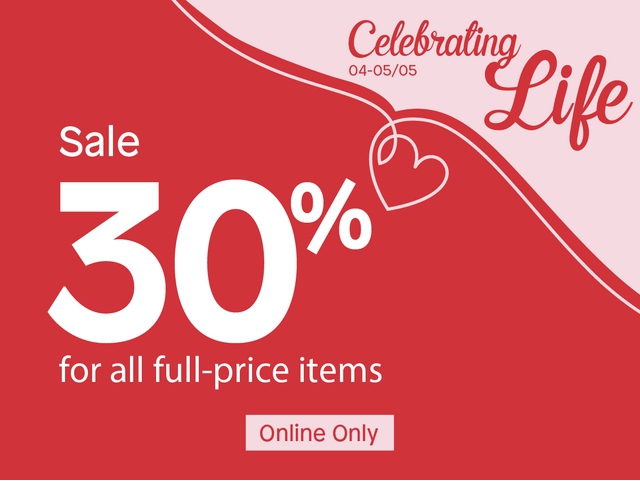 Celebrating
04-05/05
Life
Sale
30%
for all full-price items
Online Only